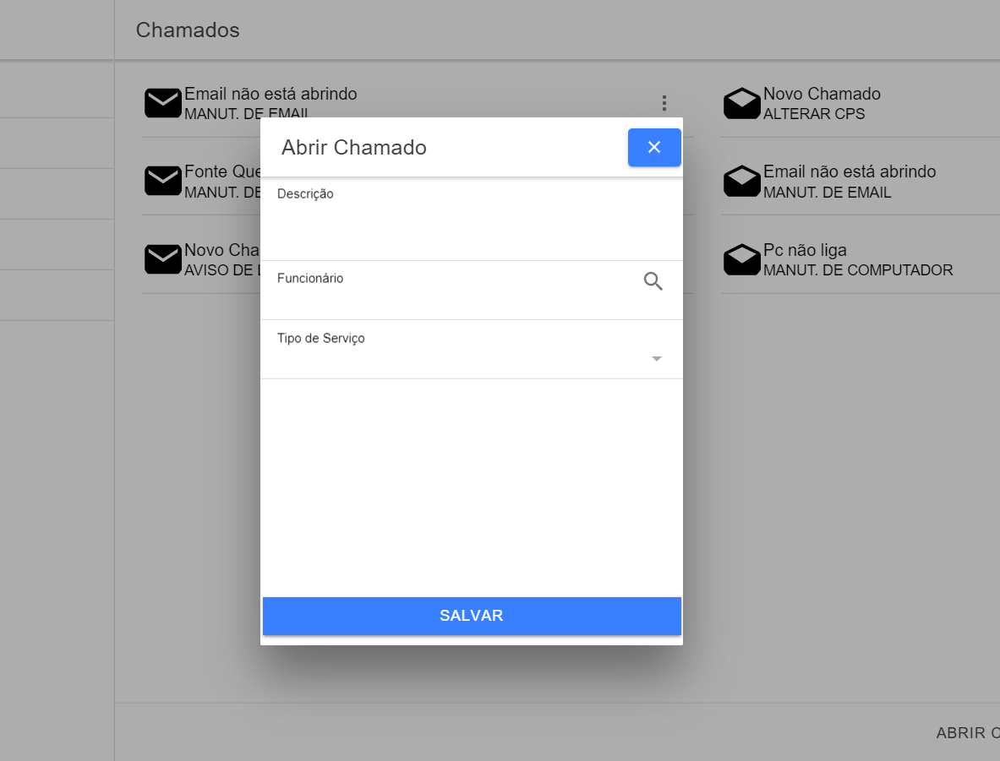 Chamados
Email não está abrindo
MANUT. DE EMAIL
Novo Chamado
ALTERAR CPS
Abrir Chamado
Fonte Que
MANUT. DE
Email não está abrindo
MANUT. DE EMAIL
Descrição
Novo Cha
AVISO DE
Pc não liga
MANUT. DE COMPUTADOR
Funcionário
Tipo de Serviço
SALVAR
ABRIR